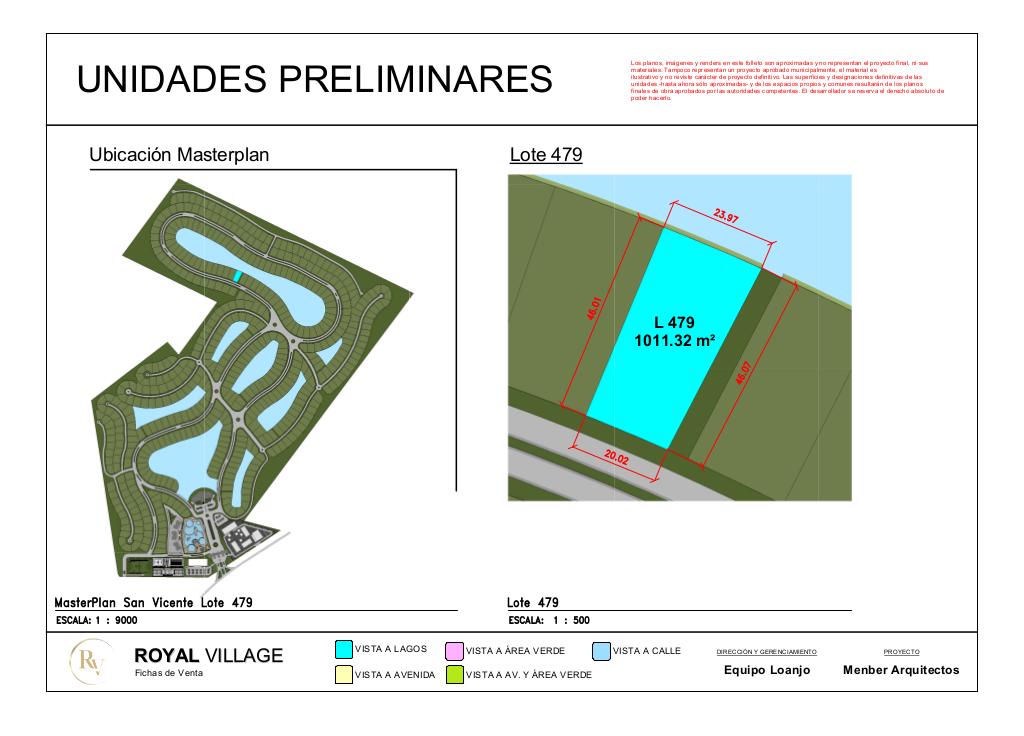 UNIDADES PRELIMINARES
Los planos, imágenes y renders en este folleto son aproximadas y no representan el proyecto final, ni sus
materiales. Tampoco representan un proyecto aprobado municipalmente, el material es
ilustrativo y no reviste carácter de proyecto definitivo. Las superficies y designaciones definitivas de las
unidades -hasta ahora sólo aproximadas- y de los espacios propios y comunes resultarán de los planos
finales de obra aprobados por las autoridades competentes. El desarrollador se reserva el derecho absoluto de
poder hacerlo.
Ubicación Masterplan
Lote 479
23.97
46.01
L 479
1011.32 m²
46.07
20.02
MasterPlan San Vicente Lote 479
ESCALA: 1 : 9000
Lote 479
ESCALA: 1 : 500
RV
ROYAL VILLAGE
Fichas de Venta
VISTA A LAGOS
VISTA A ÁREA VERDE
VISTA A CALLE
VISTA A AVENIDA
VISTA A AV. Y ÁREA VERDE
DIRECCIÓN Y GERENCIAMIENTO
Equipo Loanjo
PROYECTO
Menber Arquitectos